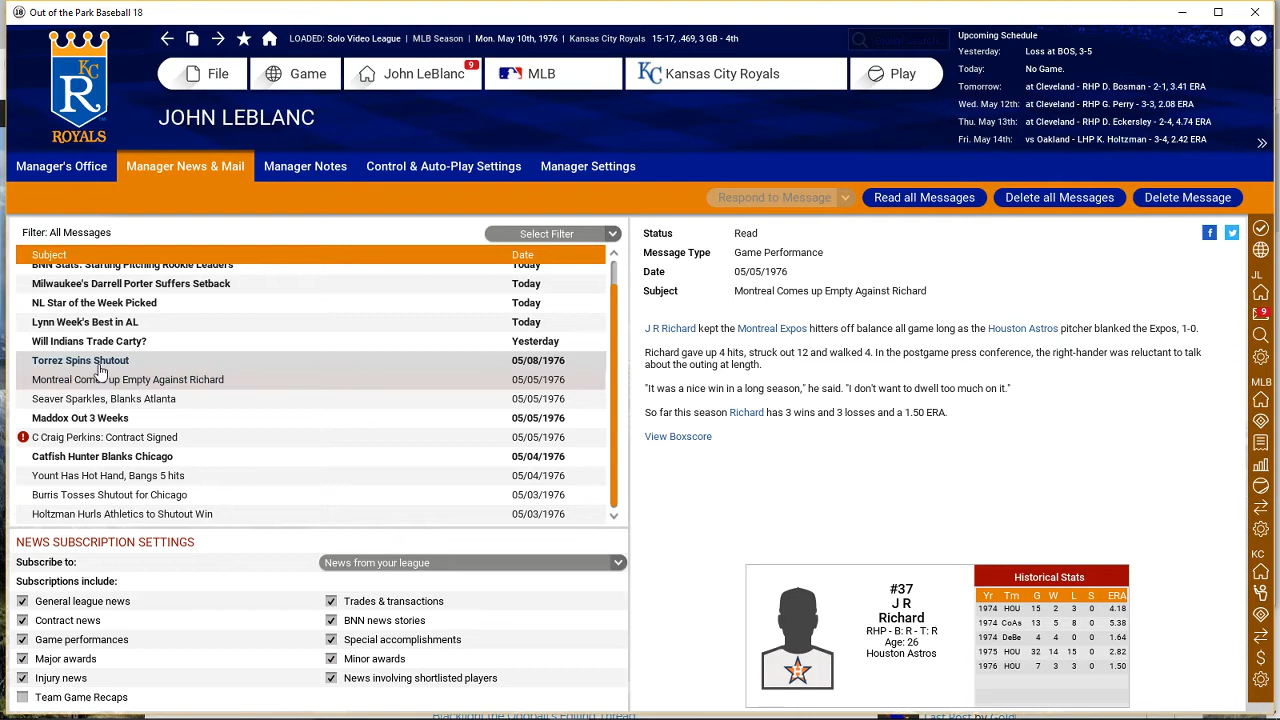 Out of the Park Baseball 18
LOADED: Solo Video League | MLB Season | Mon. May 10th, 1976 | Kansas City Royals 15-17, .469, 3 GB - 4th
Upcoming Schedule
Yesterday: Loss at BOS, 3-5
Today: No Game.
Tomorrow: at Cleveland - RHP D. Bosman - 2-1, 3.41 ERA
Wed. May 12th: at Cleveland - RHP G. Perry - 3-3, 2.08 ERA
Thu. May 13th: at Cleveland - RHP D. Eckersley - 2-4, 4.74 ERA
Fri. May 14th: vs Oakland - LHP K. Holtzman - 3-4, 2.42 ERA
KC R ROYALS
File Game John LeBlanc 9 MLB KC Kansas City Royals Play
JOHN LEBLANC
Manager's Office Manager News & Mail Manager Notes Control & Auto-Play Settings Manager Settings
Respond to Message Read all Messages Delete all Messages Delete Message
Filter: All Messages Select Filter
Subject Date
BNN Stats: Starting Pitching Rookie Leaders Today
Milwaukee's Darrell Porter Suffers Setback Today
NL Star of the Week Picked Today
Lynn Week's Best in AL Today
Will Indians Trade Carty? Yesterday
Torrez Spins Shutout 05/08/1976
Montreal Comes up Empty Against Richard 05/05/1976
Seaver Sparkles, Blanks Atlanta 05/05/1976
Maddox Out 3 Weeks 05/05/1976
C Craig Perkins: Contract Signed 05/05/1976
Catfish Hunter Blanks Chicago 05/04/1976
Yount Has Hot Hand, Bangs 5 hits 05/04/1976
Burris Tosses Shutout for Chicago 05/03/1976
Holtzman Hurls Athletics to Shutout Win 05/03/1976
NEWS SUBSCRIPTION SETTINGS
Subscribe to: News from your league
Subscriptions include:
General league news Trades & transactions
Contract news BNN news stories
Game performances Special accomplishments
Major awards Minor awards
Injury news News involving shortlisted players
Team Game Recaps
Status Read
Message Type Game Performance
Date 05/05/1976
Subject Montreal Comes up Empty Against Richard
J R Richard kept the Montreal Expos hitters off balance all game long as the Houston Astros pitcher blanked the Expos, 1-0.
Richard gave up 4 hits, struck out 12 and walked 4. In the postgame press conference, the right-hander was reluctant to talk
about the outing at length.
"It was a nice win in a long season," he said. "I don't want to dwell too much on it."
So far this season Richard has 3 wins and 3 losses and a 1.50 ERA.
View Boxscore
#37
J R
Richard
RHP - B: R - T: R
Age: 26
Houston Astros
Historical Stats
Yr Tm G W L S ERA
1974 HOU 15 2 3 0 4.18
1974 CoAs 13 5 8 0 5.38
1974 DeBe 4 4 0 0 1.64
1975 HOU 32 14 15 0 2.82
1976 HOU 7 3 3 0 1.50
JL
9
MLB
KC